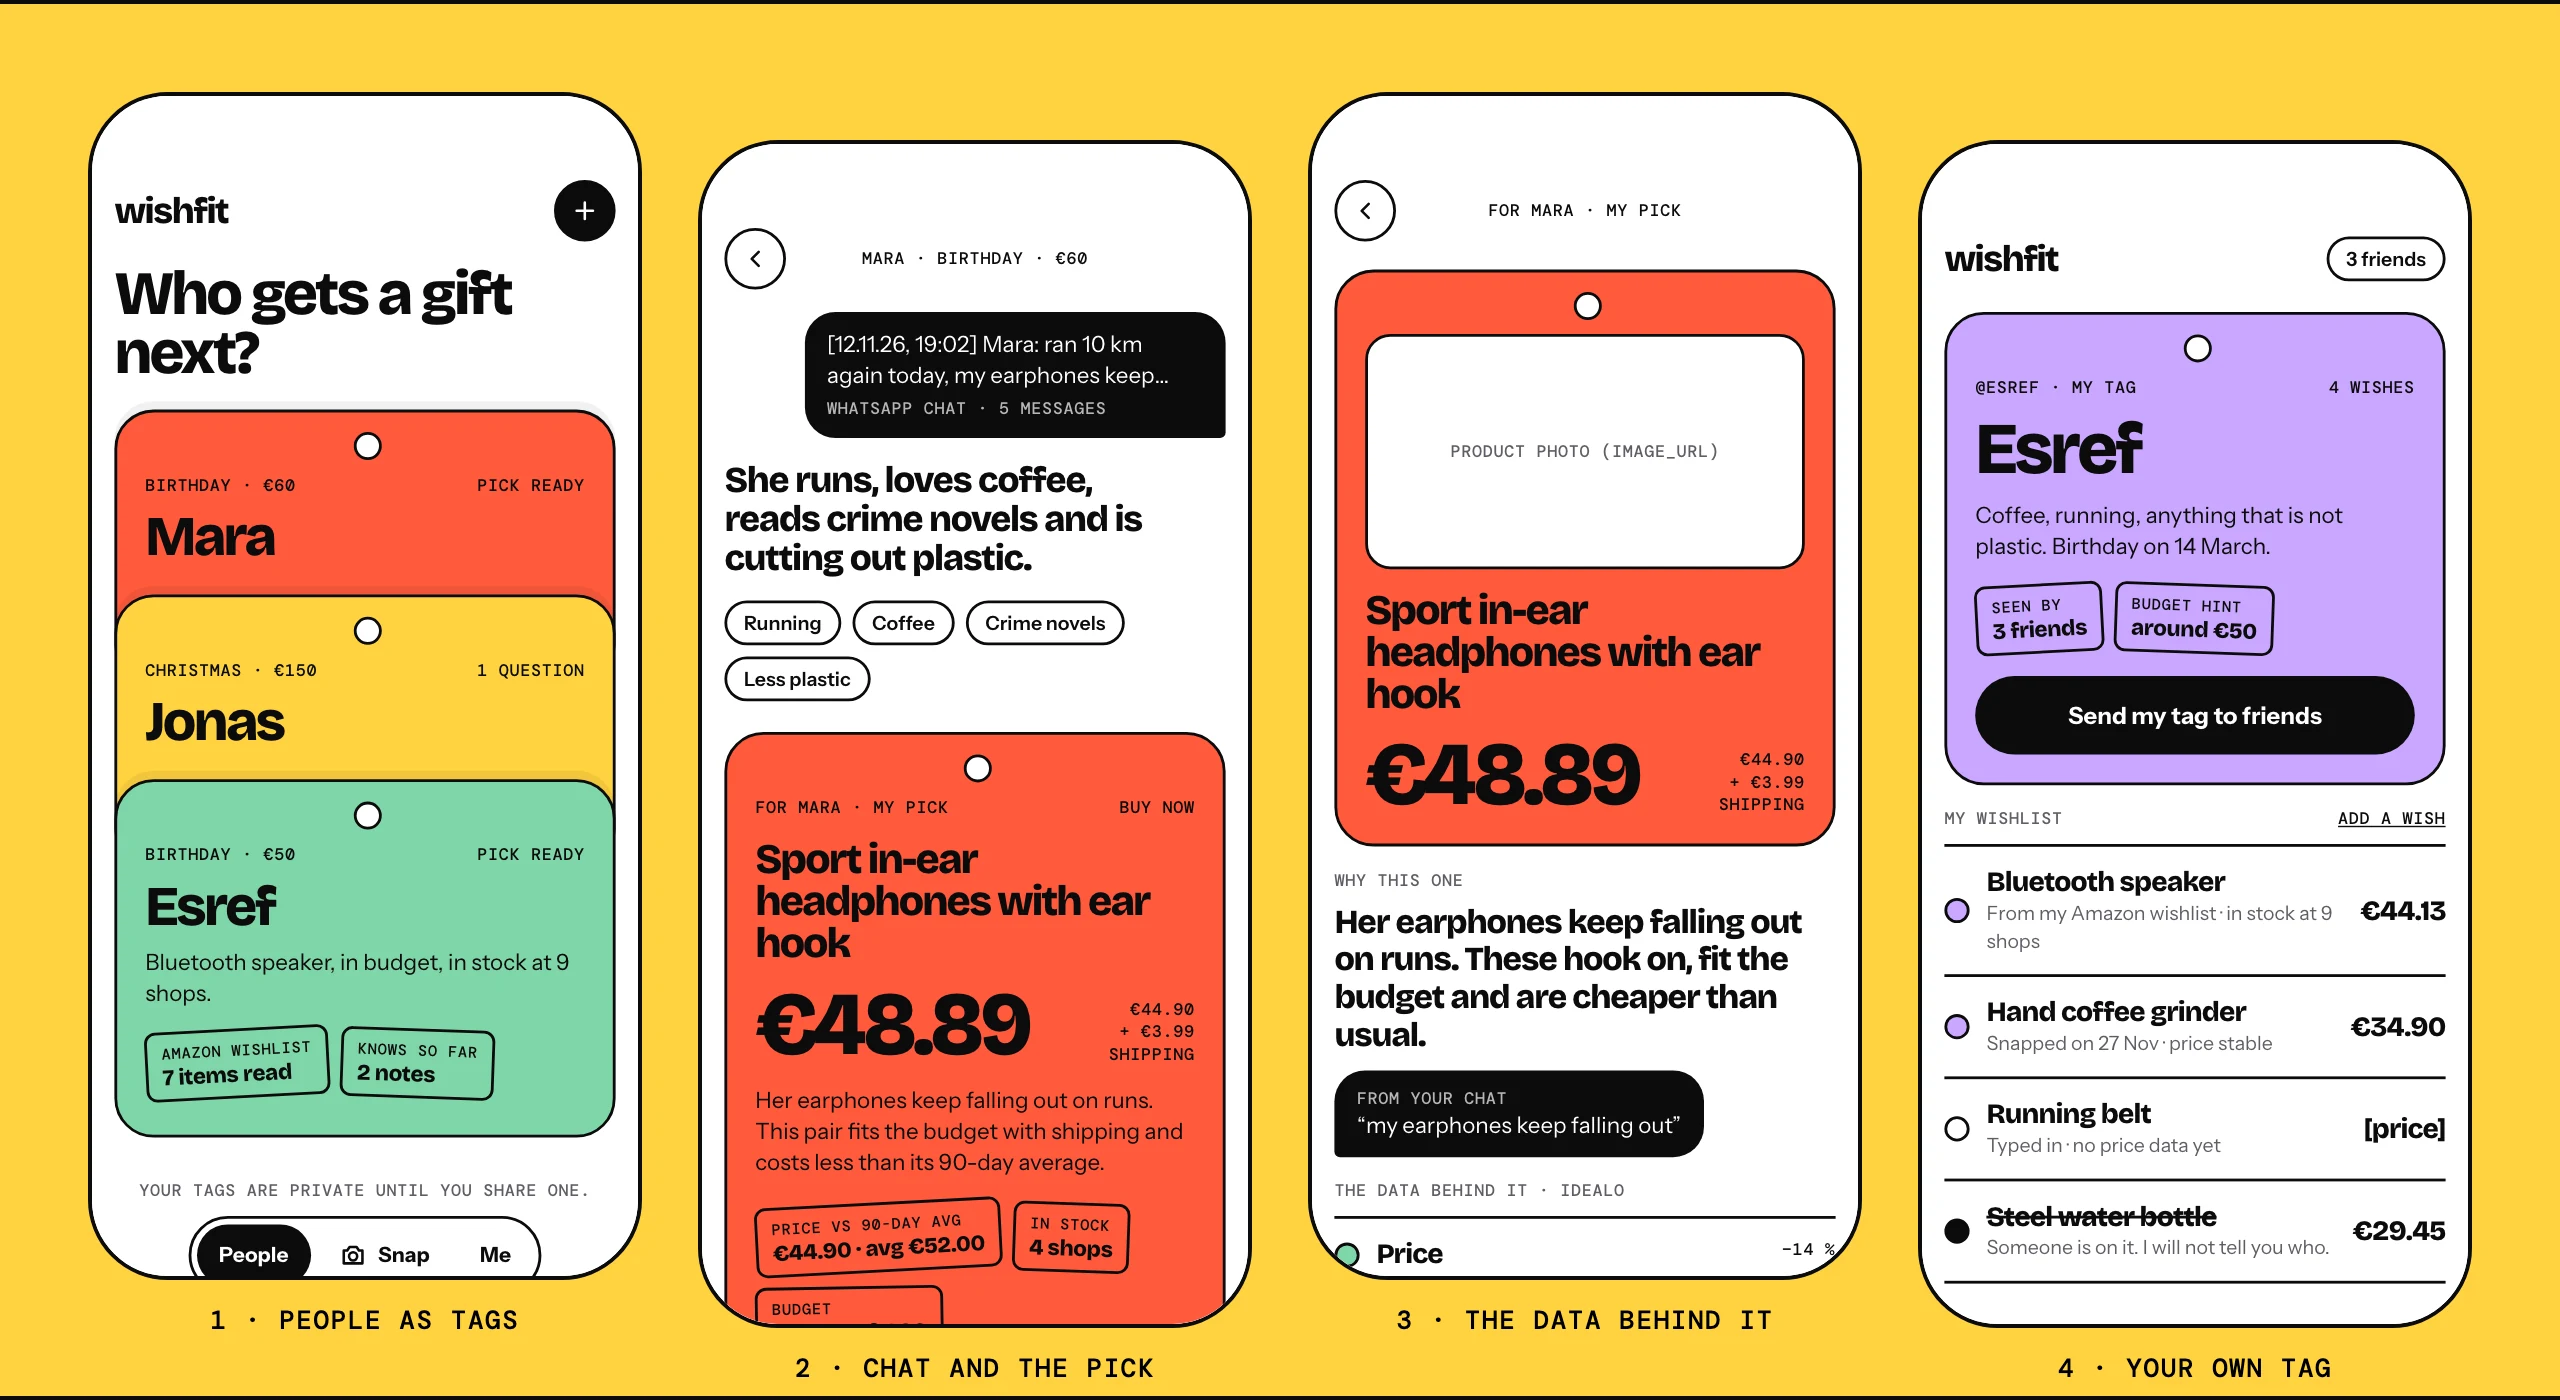 wishfit
Who gets a gift
next?
BIRTHDAY · €60
PICK READY
Mara
CHRISTMAS · €150
1 QUESTION
Jonas
BIRTHDAY · €50
PICK READY
Esref
Bluetooth speaker, in budget, in stock at 9
shops.
AMAZON WISHLIST
7 items read
KNOWS SO FAR
2 notes
YOUR TAGS ARE PRIVATE UNTIL YOU SHARE ONE.
People
Snap
Me
1 · PEOPLE AS TAGS
MARA · BIRTHDAY · €60
[12.11.26, 19:02] Mara: ran 10 km
again today, my earphones keep...
WHATSAPP CHAT · 5 MESSAGES
She runs, loves coffee,
reads crime novels and is
cutting out plastic.
Running
Coffee
Crime novels
Less plastic
FOR MARA · MY PICK
BUY NOW
Sport in-ear
headphones with ear
hook
€48.89
€44.90
+ €3.99
SHIPPING
Her earphones keep falling out on runs.
This pair fits the budget with shipping and
costs less than its 90-day average.
PRICE VS 90-DAY AVG
€44.90 · avg €52.00
IN STOCK
4 shops
BUDGET
2 · CHAT AND THE PICK
FOR MARA · MY PICK
PRODUCT PHOTO (IMAGE_URL)
Sport in-ear
headphones with ear
hook
€48.89
€44.90
+ €3.99
SHIPPING
WHY THIS ONE
Her earphones keep falling out
on runs. These hook on, fit the
budget and are cheaper than
usual.
FROM YOUR CHAT
“my earphones keep falling out”
THE DATA BEHIND IT · IDEALO
Price
−14 %
3 · THE DATA BEHIND IT
wishfit
3 friends
@ESREF · MY TAG
4 WISHES
Esref
Coffee, running, anything that is not
plastic. Birthday on 14 March.
SEEN BY
3 friends
BUDGET HINT
around €50
Send my tag to friends
MY WISHLIST
ADD A WISH
Bluetooth speaker
From my Amazon wishlist · in stock at 9
shops
€44.13
Hand coffee grinder
Snapped on 27 Nov · price stable
€34.90
Running belt
Typed in · no price data yet
[price]
Steel water bottle
Someone is on it. I will not tell you who.
€29.45
4 · YOUR OWN TAG